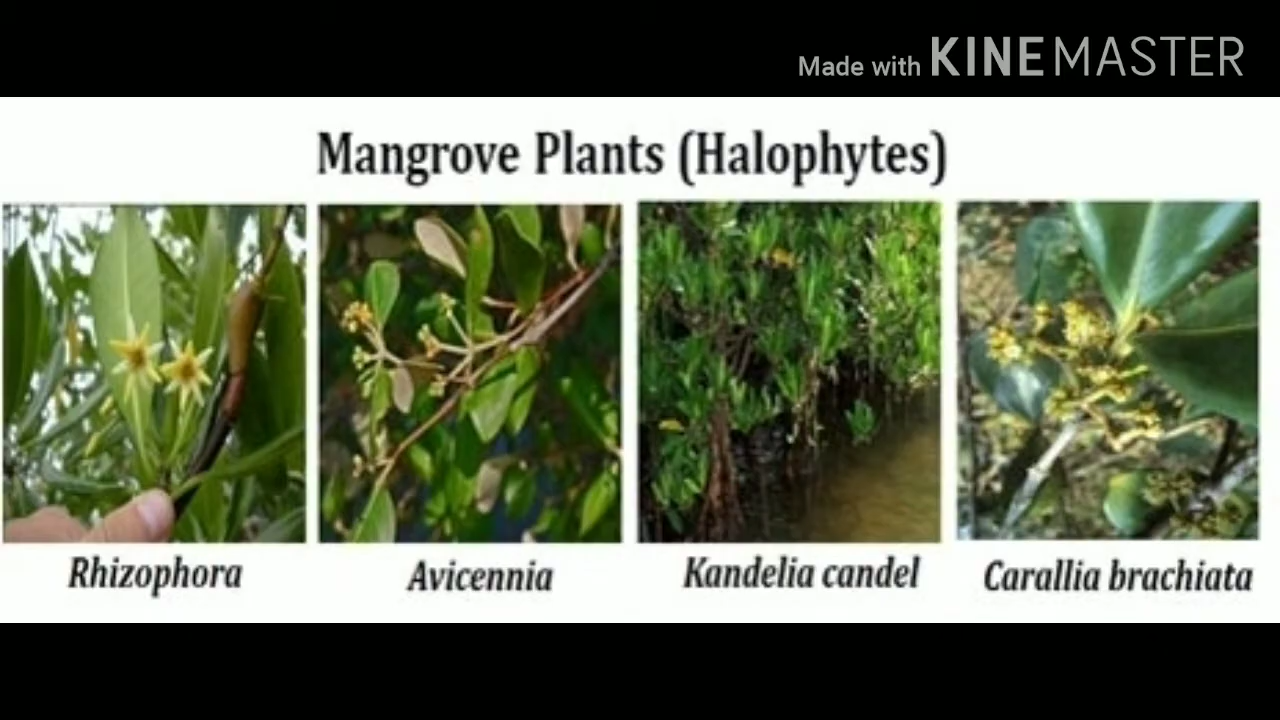 Made with KINEMASTER
Mangrove Plants (Halophytes)
Rhizophora
Avicennia
Kandelia candel
Carallia brachiata